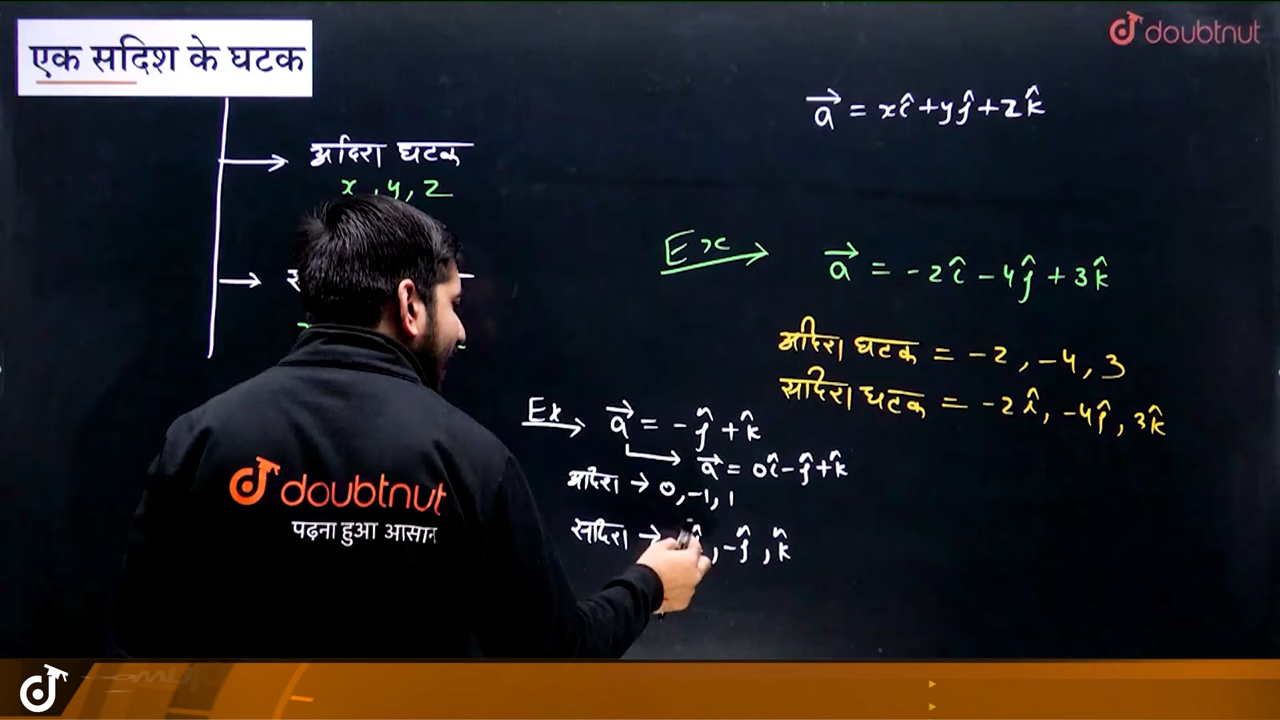 एक सदिश के घटक
doubtnut
a⃗ = xî + yĵ + zk̂
अदिश घटक
x, y, z
Ex → a⃗ = -2î - 4ĵ + 3k̂
अदिश घटक = -2, -4, 3
सदिश घटक = -2î, -4ĵ, 3k̂
Ex → a⃗ = -ĵ + k̂
a⃗ = 0î - ĵ + k̂
अदिश → 0, -1, 1
सदिश → , -ĵ, k̂
doubtnut
पढ़ना हुआ आसान